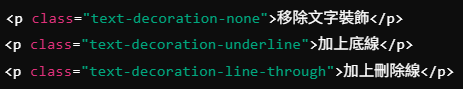 <p class="text-decoration-none">移除文字裝飾</p>
<p class="text-decoration-underline">加上底線</p>
<p class="text-decoration-line-through">加上刪除線</p>